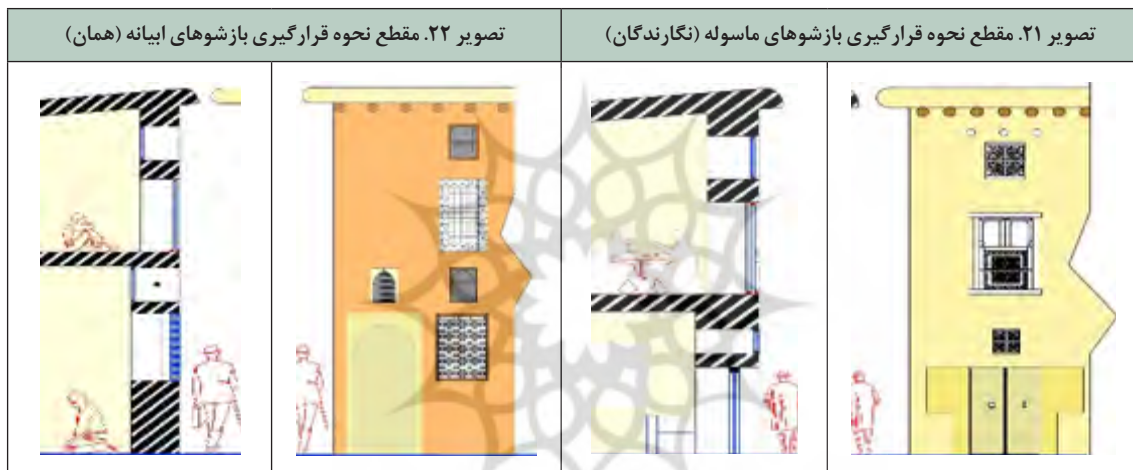 تصویر ۲۱. مقطع نحوه قرارگیری بازشوهای ماسوله (نگارندگان)
تصویر ۲۲. مقطع نحوه قرارگیری بازشوهای ابیانه (همان)